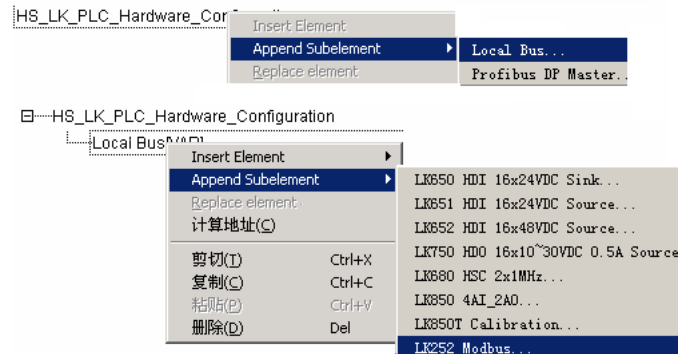 HS_LK_PLC_Hardware_Cor
Insert Element
Append Subelement
Replace element
Local Bus...
Profibus DP Master..
HS_LK_PLC_Hardware_Configuration
Local Bus
Insert Element
Append Subelement
Replace element
计算地址(C)
剪切(T) Ctrl+X
复制(C) Ctrl+C
粘贴(P) Ctrl+V
删除(D) Del
LK650 HDI 16x24VDC Sink...
LK651 HDI 16x24VDC Source...
LK652 HDI 16x48VDC Source...
LK750 HDO 16x10~30VDC 0.5A Source
LK680 HSC 2x1MHz...
LK850 4AI_2AO...
LK850T Calibration...
LK252 Modbus...